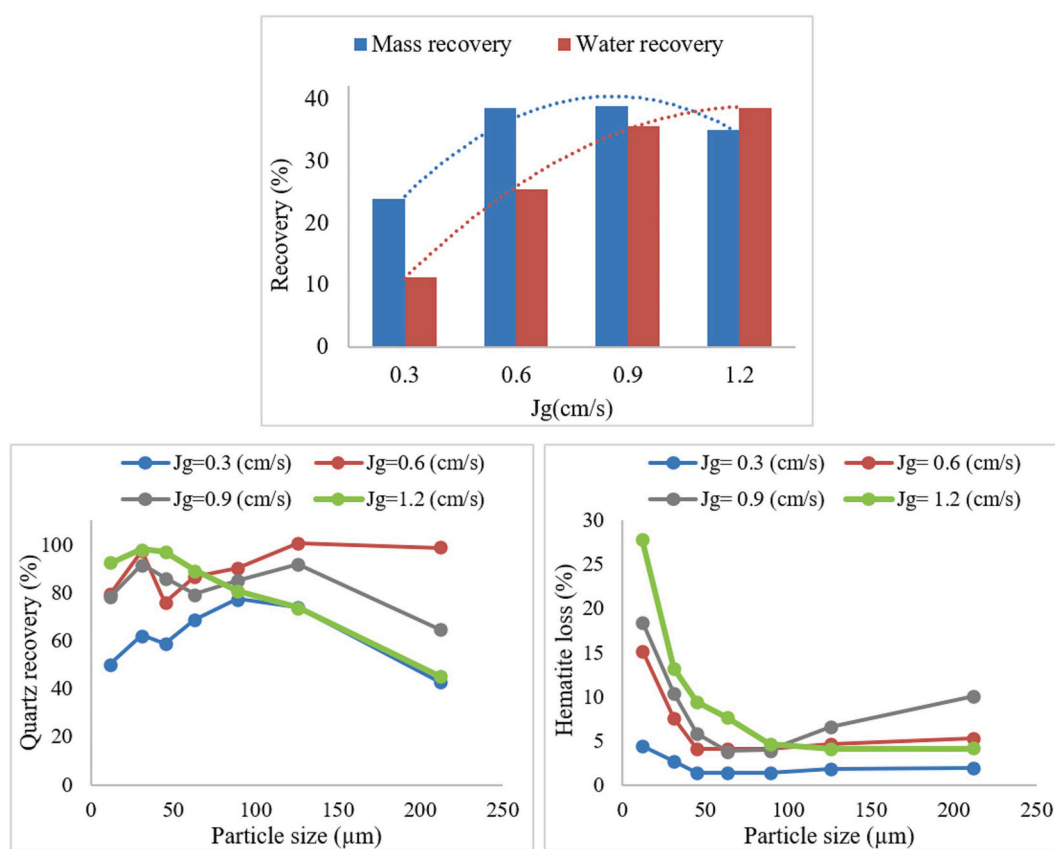 Mass recovery Water recovery
40
30
20
10
0
Recovery (%)
0.3 0.6 0.9 1.2
Jg(cm/s)
Jg=0.3 (cm/s) Jg=0.6 (cm/s)
Jg=0.9 (cm/s) Jg=1.2 (cm/s)
100
80
60
40
20
0
Quartz recovery (%)
0 50 100 150 200 250
Particle size (μm)
Jg= 0.3 (cm/s) Jg= 0.6 (cm/s)
Jg= 0.9 (cm/s) Jg= 1.2 (cm/s)
30
25
20
15
10
5
0
Hematite loss (%)
0 50 100 150 200 250
Particle size (μm)